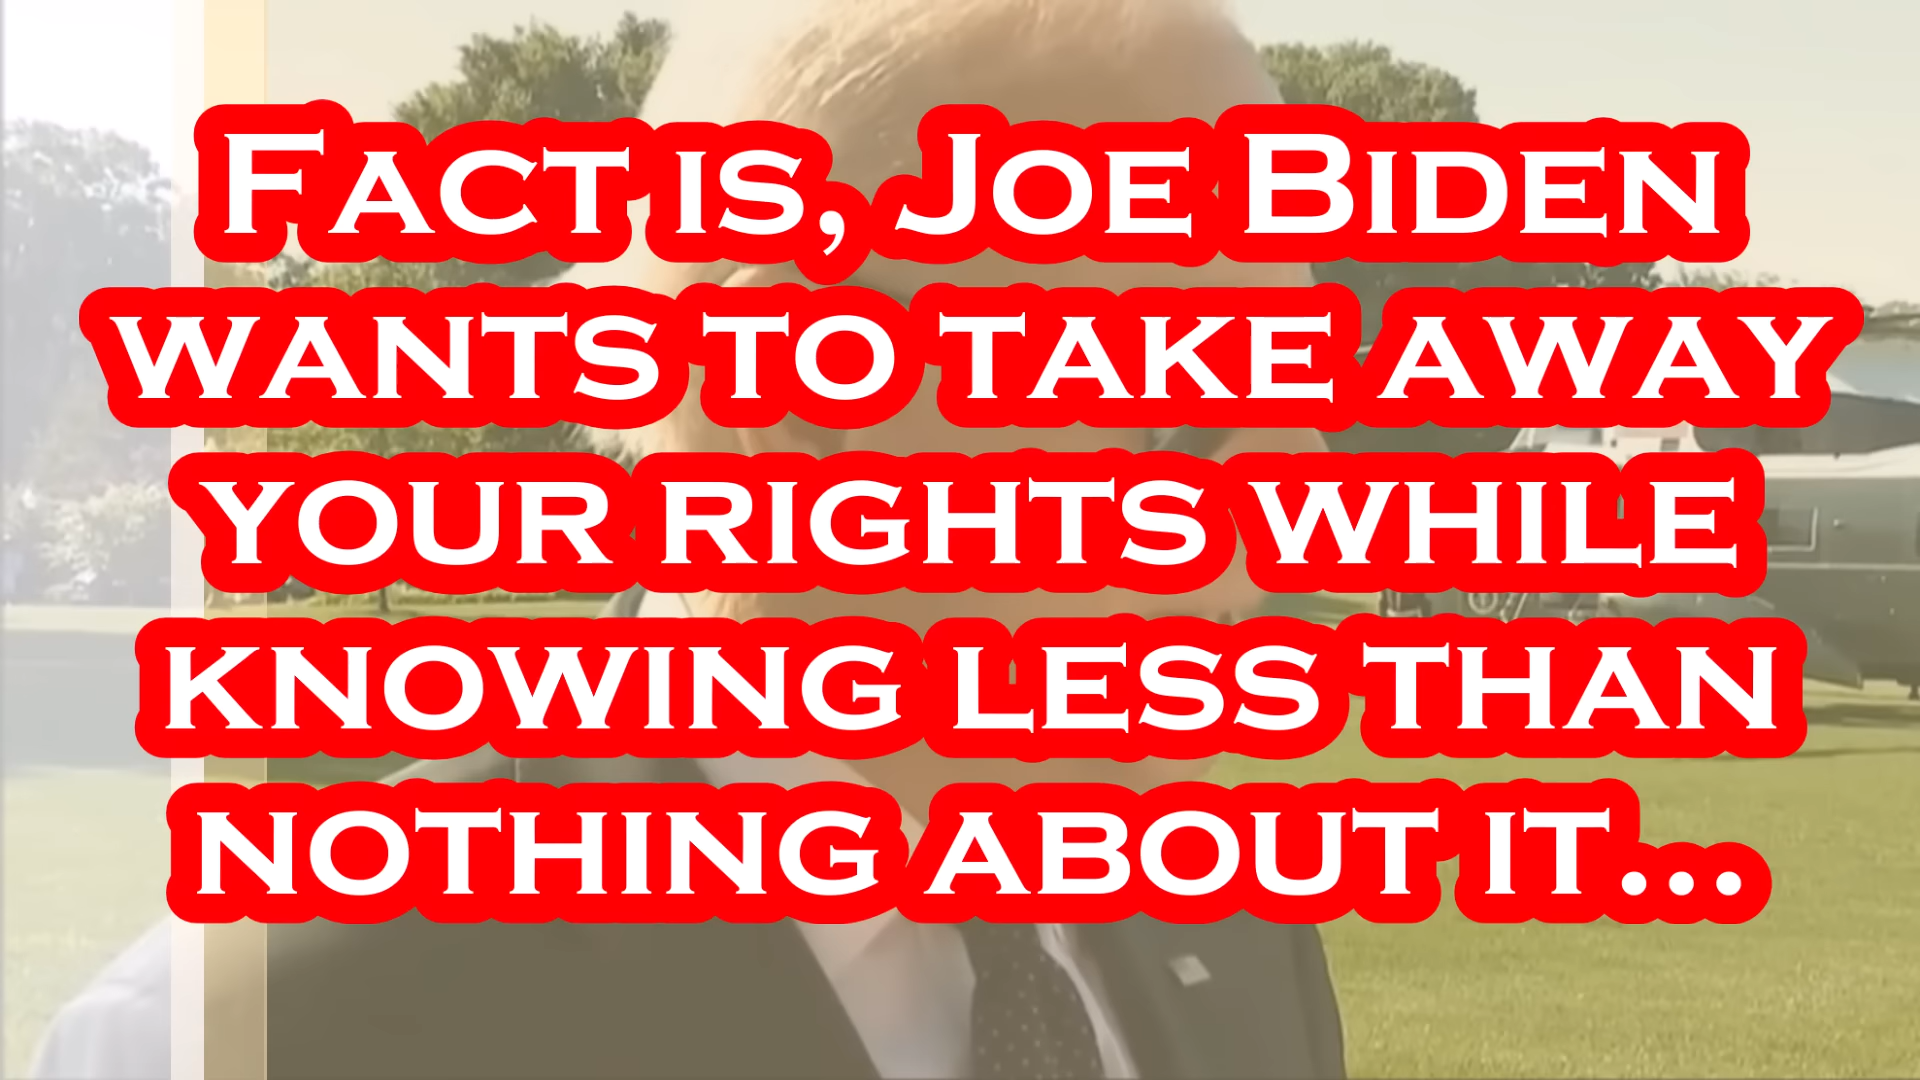 Fact is, Joe Biden
wants to take away
your rights while
knowing less than
nothing about it...